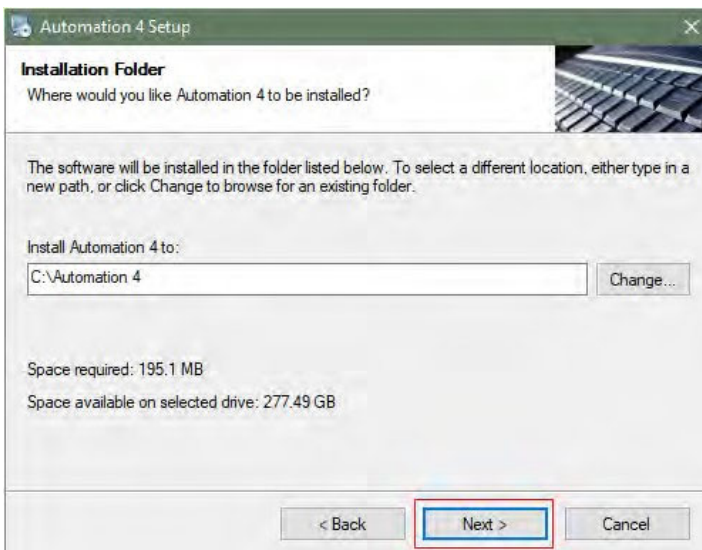 Automation 4 Setup
Installation Folder
Where would you like Automation 4 to be installed?
The software will be installed in the folder listed below. To select a different location, either type in a
new path, or click Change to browse for an existing folder.
Install Automation 4 to:
C:\Automation 4
Change...
Space required: 195.1 MB
Space available on selected drive: 277.49 GB
< Back
Next >
Cancel